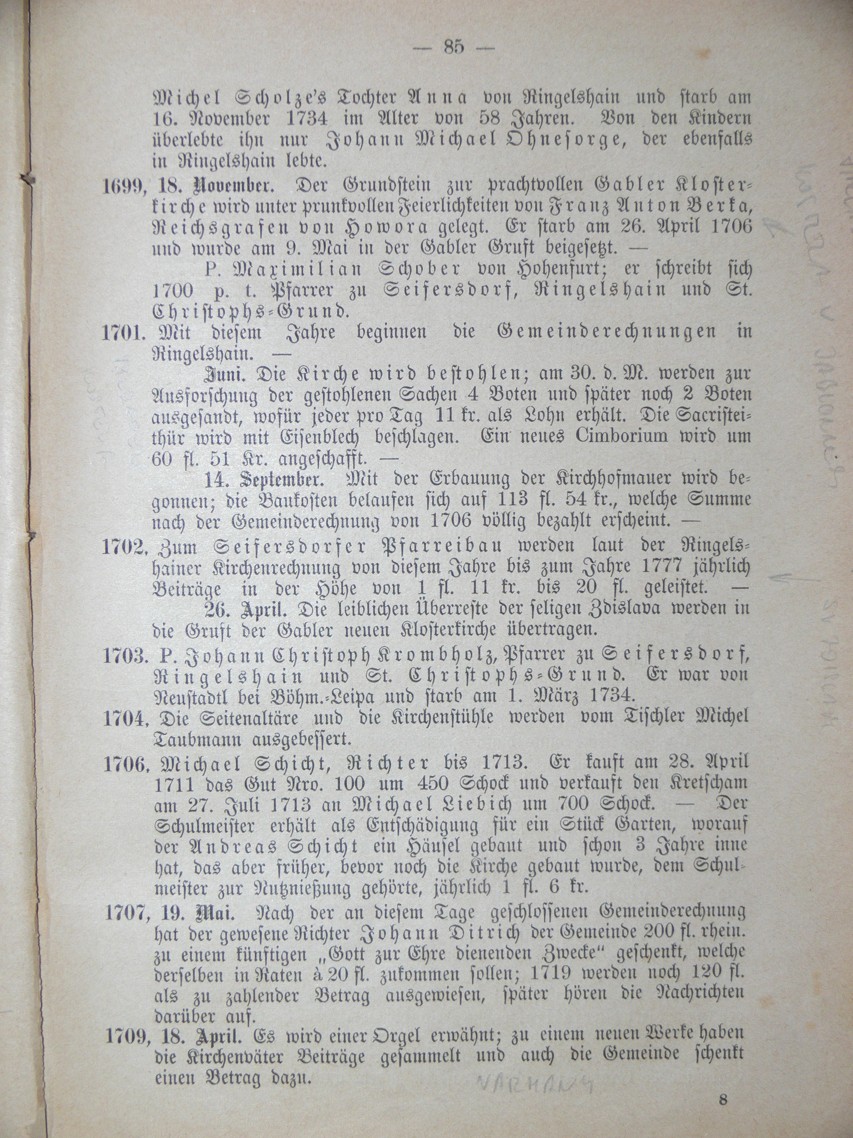 — 85 —
Michel Scholze's Tochter Anna von Ringelshain und starb am
16. November 1734 im Alter von 58 Jahren. Von den Kindern
überlebte ihn nur Johann Michael Ohnesorge, der ebenfalls
in Ringelshain lebte.
1699, 18. November. Der Grundstein zur prachtvollen Gabler Kloster-
kirche wird unter prunkvollen Feierlichkeiten von Franz Anton Berka,
Reichsgrafen von Howora gelegt. Er starb am 26. April 1706
und wurde am 9. Mai in der Gabler Gruft beigesetzt. —
P. Maximilian Schober von Hohenfurt; er schreibt sich
1700 p. t. Pfarrer zu Seifersdorf, Ringelshain und St.
Christophs-Grund.
1701. Mit diesem Jahre beginnen die Gemeinderechnungen in
Ringelshain. —
Juni. Die Kirche wird bestohlen; am 30. d. M. werden zur
Ausforschung der gestohlenen Sachen 4 Boten und später noch 2 Boten
ausgesandt, wofür jeder pro Tag 11 kr. als Lohn erhält. Die Sacristei-
thür wird mit Eisenblech beschlagen. Ein neues Cimborium wird um
60 fl. 51 Kr. angeschafft. —
14. September. Mit der Erbauung der Kirchhofmauer wird be-
gonnen; die Baukosten belaufen sich auf 113 fl. 54 kr., welche Summe
nach der Gemeinderechnung von 1706 völlig bezahlt erscheint. —
1702, Zum Seifersdorfer Pfarreibau werden laut der Ringels-
hainer Kirchenrechnung von diesem Jahre bis zum Jahre 1777 jährlich
Beiträge in der Höhe von 1 fl. 11 kr. bis 20 fl. geleistet. —
26. April. Die leiblichen Überreste der seligen Zdislava werden in
die Gruft der Gabler neuen Klosterkirche übertragen.
1703. P. Johann Christoph Krombholz, Pfarrer zu Seifersdorf,
Ringelshain und St. Christophs-Grund. Er war von
Neustadtl bei Böhm.-Leipa und starb am 1. März 1734.
1704, Die Seitenaltäre und die Kirchenstühle werden vom Tischler Michel
Taubmann ausgebessert.
1706, Michael Schicht, Richter bis 1713. Er kauft am 28. April
1711 das Gut Nro. 100 um 450 Schock und verkauft den Kretscham
am 27. Juli 1713 an Michael Liebich um 700 Schock. — Der
Schulmeister erhält als Entschädigung für ein Stück Garten, worauf
der Andreas Schicht ein Häusel gebaut und schon 3 Jahre inne
hat, das aber früher, bevor noch die Kirche gebaut wurde, dem Schul-
meister zur Nutznießung gehörte, jährlich 1 fl. 6 kr.
1707, 19. Mai. Nach der an diesem Tage geschlossenen Gemeinderechnung
hat der gewesene Richter Johann Ditrich der Gemeinde 200 fl. rhein.
zu einem künftigen „Gott zur Ehre dienenden Zwecke" geschenkt, welche
derselben in Raten à 20 fl. zukommen sollen; 1719 werden noch 120 fl.
als zu zahlender Betrag ausgewiesen, später hören die Nachrichten
darüber auf.
1709, 18. April. Es wird einer Orgel erwähnt; zu einem neuen Werke haben
die Kirchenväter Beiträge gesammelt und auch die Gemeinde schenkt
einen Betrag dazu.
VARHANY
8